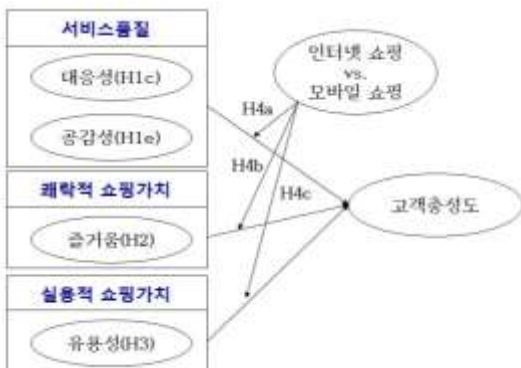 서비스품질
대응성(H1c)
공감성(H1e)
쾌락적 쇼핑가치
즐거움(H2)
실용적 쇼핑가치
유용성(H3)
인터넷 쇼핑
vs.
모바일 쇼핑
H4a
H4b
H4c
고객충성도